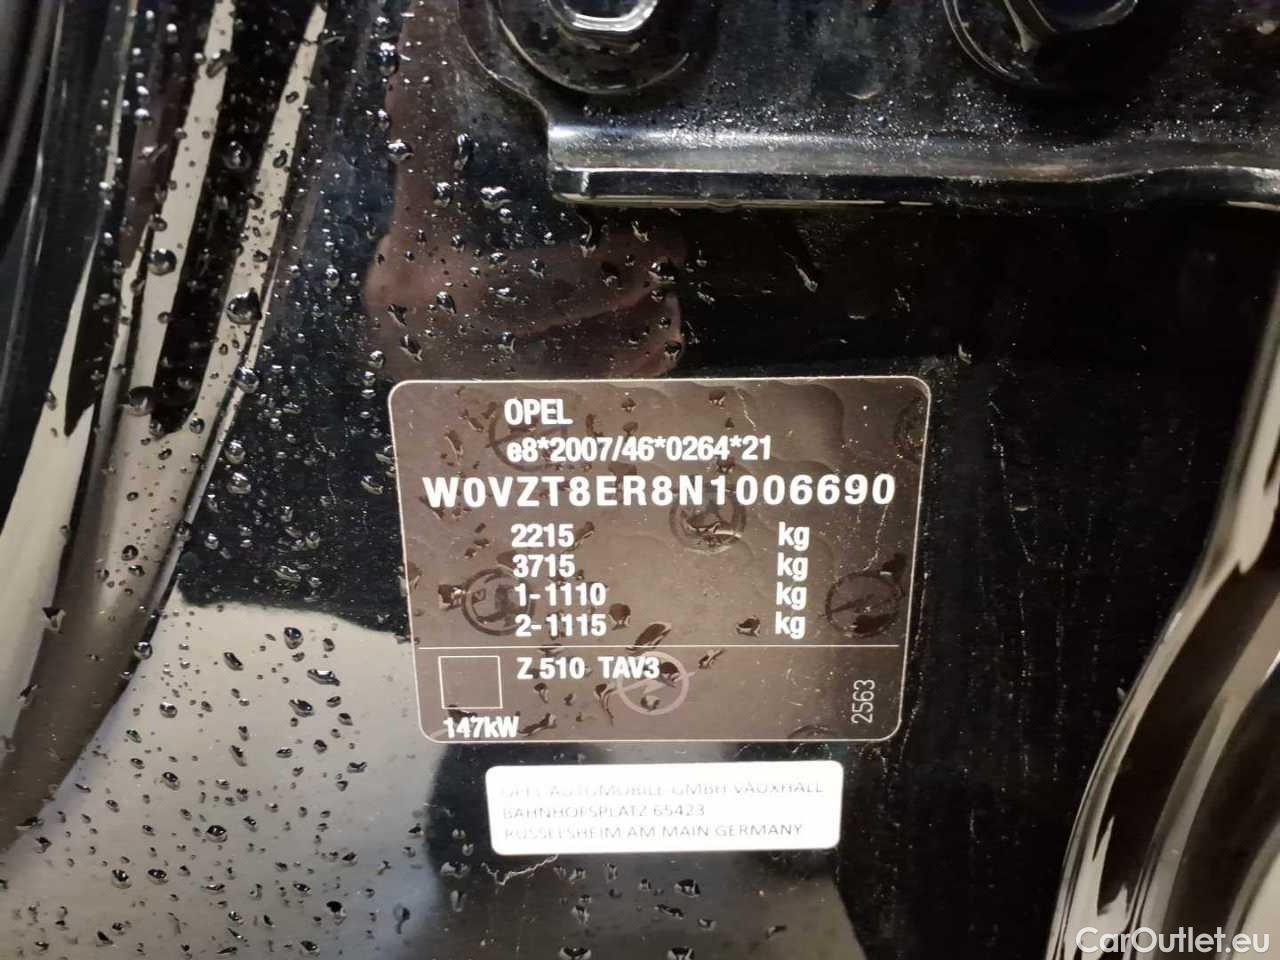 OPEL
e8*2007/46*0264*21
W0VZT8ER8N1006690
2215 kg
3715 kg
1-1110 kg
2-1115 kg
Z 510 TAV3
147kW
2563
OPEL AUTOMOBILE GMBH VAUXHALL
BAHNHOFSPLATZ 65423
RÜSSELSHEIM AM MAIN GERMANY
CarOutlet.eu